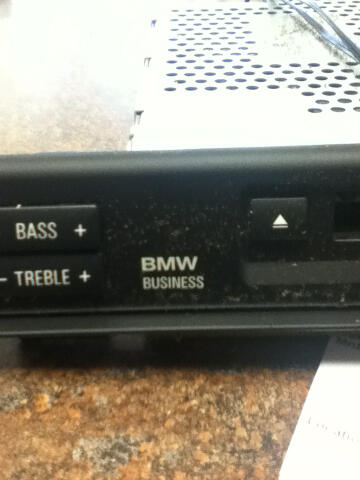 BASS +
- TREBLE +
BMW
BUSINESS